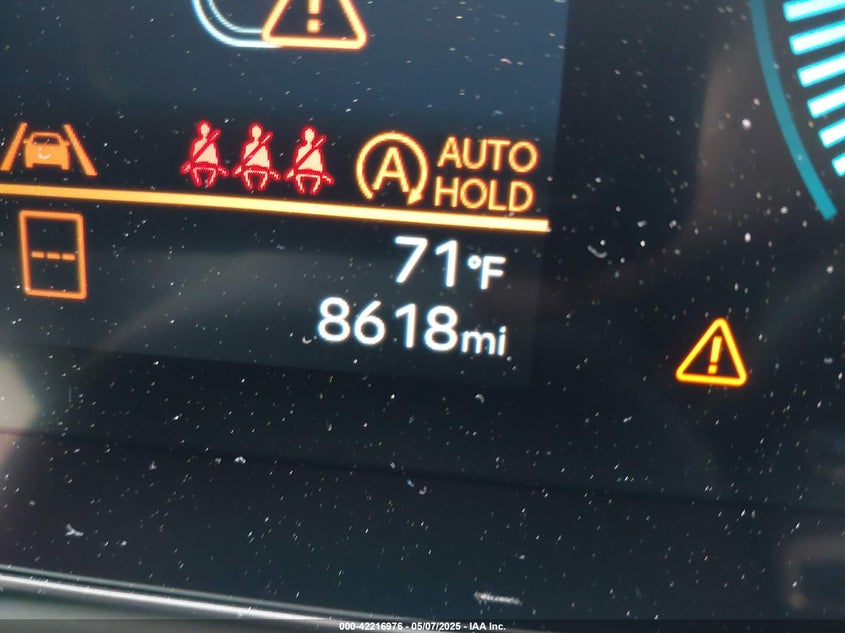 A AUTO
HOLD
71°F
8618mi
000-42216976 - 05/07/2025 - IAA Inc.